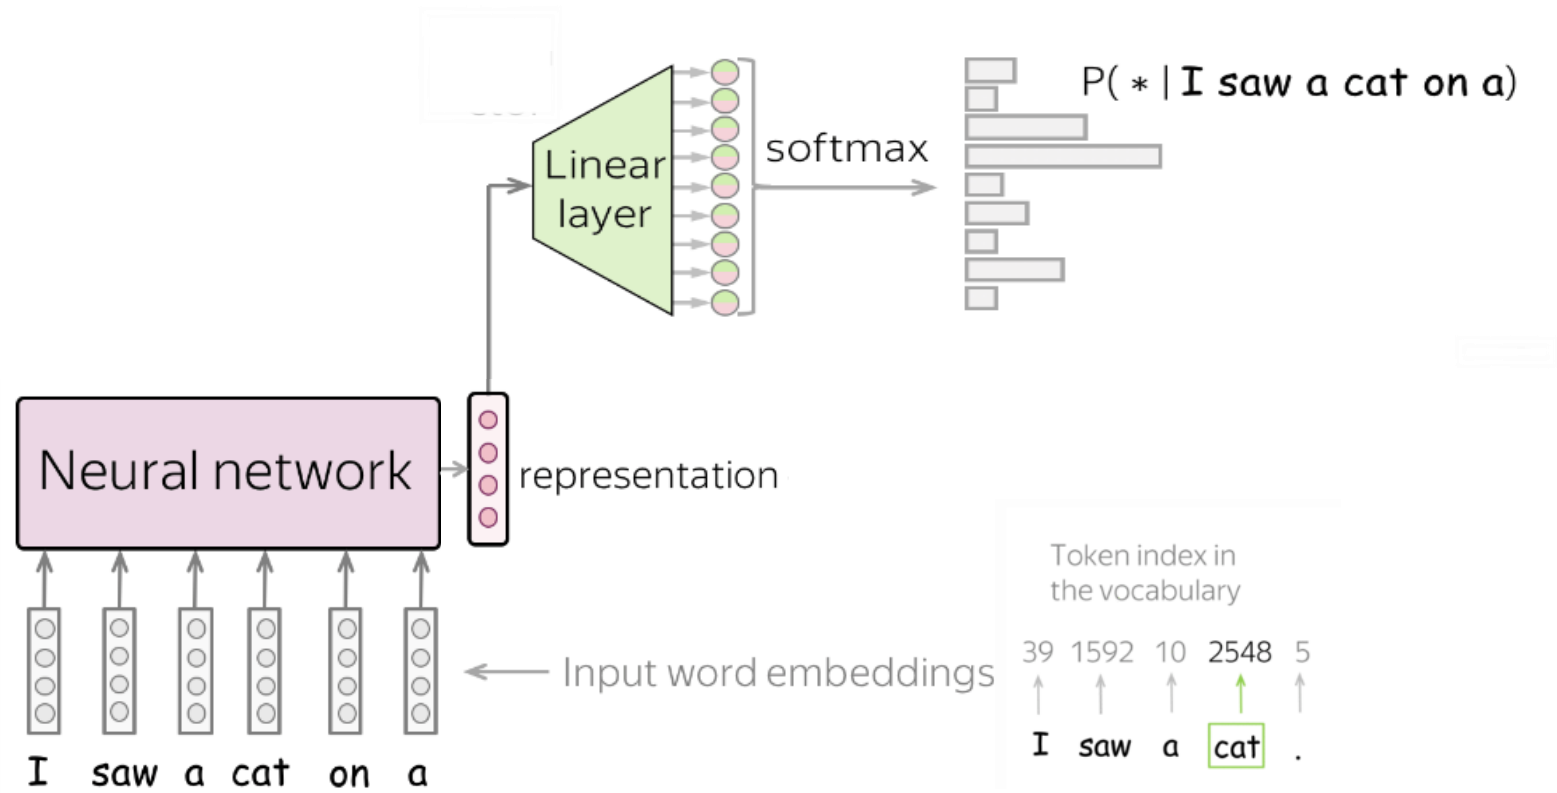 P( * | I saw a cat on a)
softmax
Linear
layer
Neural network
representation
Token index in
the vocabulary
39 1592 10 2548 5
Input word embeddings
I saw a cat .
I saw a cat on a